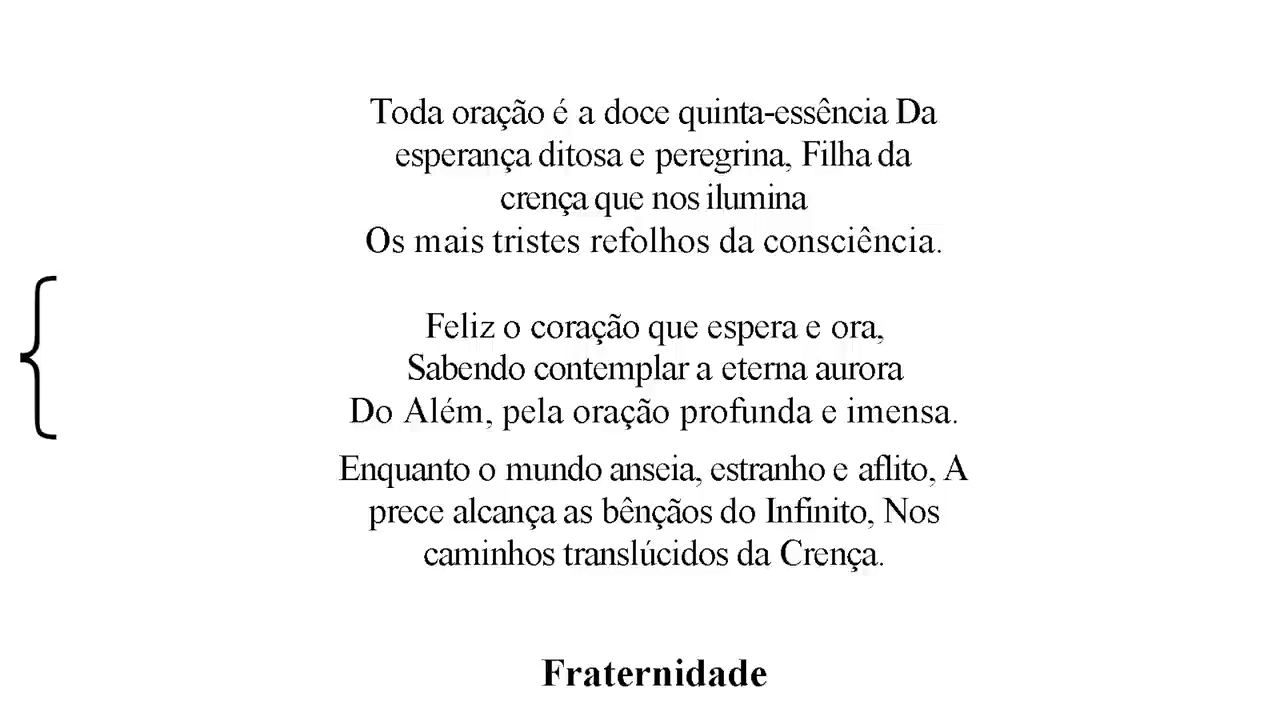 Toda oração é a doce quinta-essência Da
esperança ditosa e peregrina, Filha da
crença que nos ilumina
Os mais tristes refolhos da consciência.
Feliz o coração que espera e ora,
Sabendo contemplar a eterna aurora
Do Além, pela oração profunda e imensa.
Enquanto o mundo anseia, estranho e aflito, A
prece alcança as bênçãos do Infinito, Nos
caminhos translúcidos da Crença.
Fraternidade